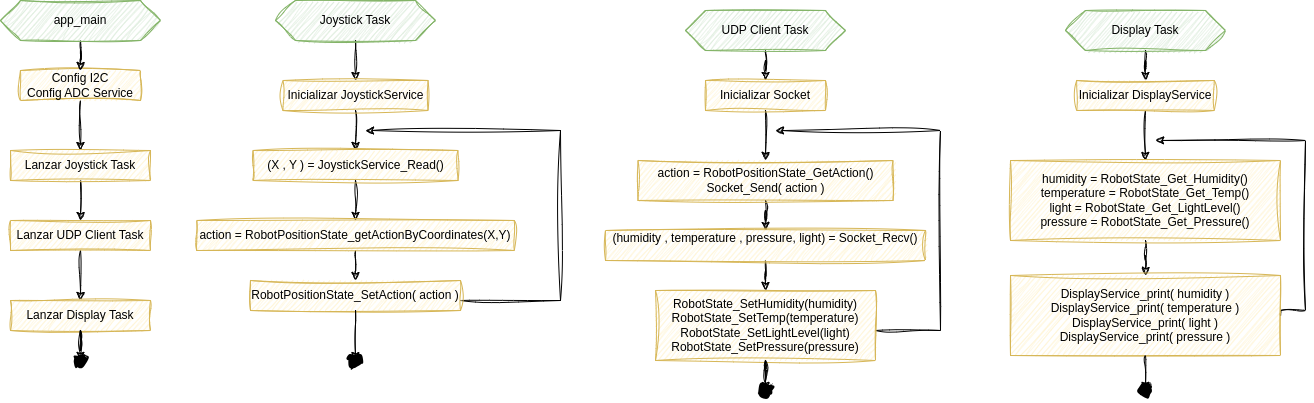 app_main
Config I2C
Config ADC Service
Lanzar Joystick Task
Lanzar UDP Client Task
Lanzar Display Task
Joystick Task
Inicializar JoystickService
(X , Y ) = JoystickService_Read()
action = RobotPositionState_getActionByCoordinates(X,Y)
RobotPositionState_SetAction( action )
UDP Client Task
Inicializar Socket
action = RobotPositionState_GetAction()
Socket_Send( action )
(humidity , temperature , pressure, light) = Socket_Recv()
RobotState_SetHumidity(humidity)
RobotState_SetTemp(temperature)
RobotState_SetLightLevel(light)
RobotState_SetPressure(pressure)
Display Task
Inicializar DisplayService
humidity = RobotState_Get_Humidity()
temperature = RobotState_Get_Temp()
light = RobotState_Get_LightLevel()
pressure = RobotState_Get_Pressure()
DisplayService_print( humidity )
DisplayService_print( temperature )
DisplayService_print( light )
DisplayService_print( pressure )